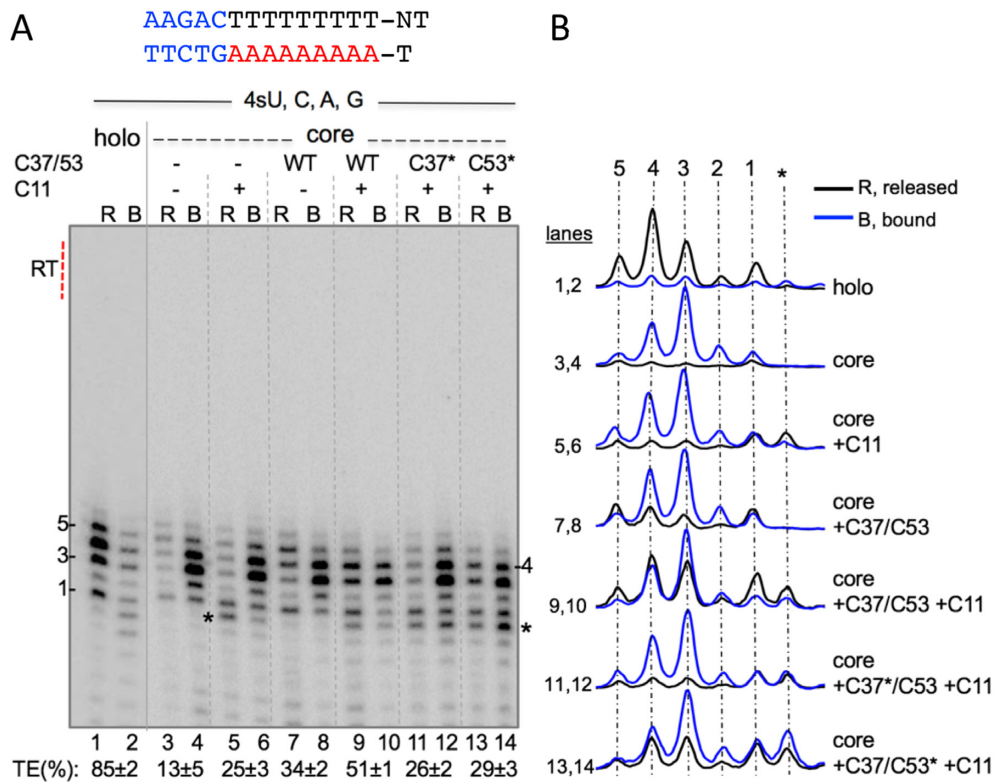 A
AAGACTTTTTTTTT-NT
TTCTGAAAAAAAAA-T
4sU, C, A, G
holo
core
C37/53 - - WT WT C37* C53*
C11 - + - + + +
R B R B R B R B R B R B R B
RT
5
3
1
*
4
*
1 2 3 4 5 6 7 8 9 10 11 12 13 14
TE(%): 85±2 13±5 25±3 34±2 51±1 26±2 29±3
B
5 4 3 2 1 *
R, released
B, bound
lanes
1,2 holo
3,4 core
5,6 core
+C11
7,8 core
+C37/C53
9,10 core
+C37/C53 +C11
11,12 core
+C37*/C53 +C11
13,14 core
+C37/C53* +C11